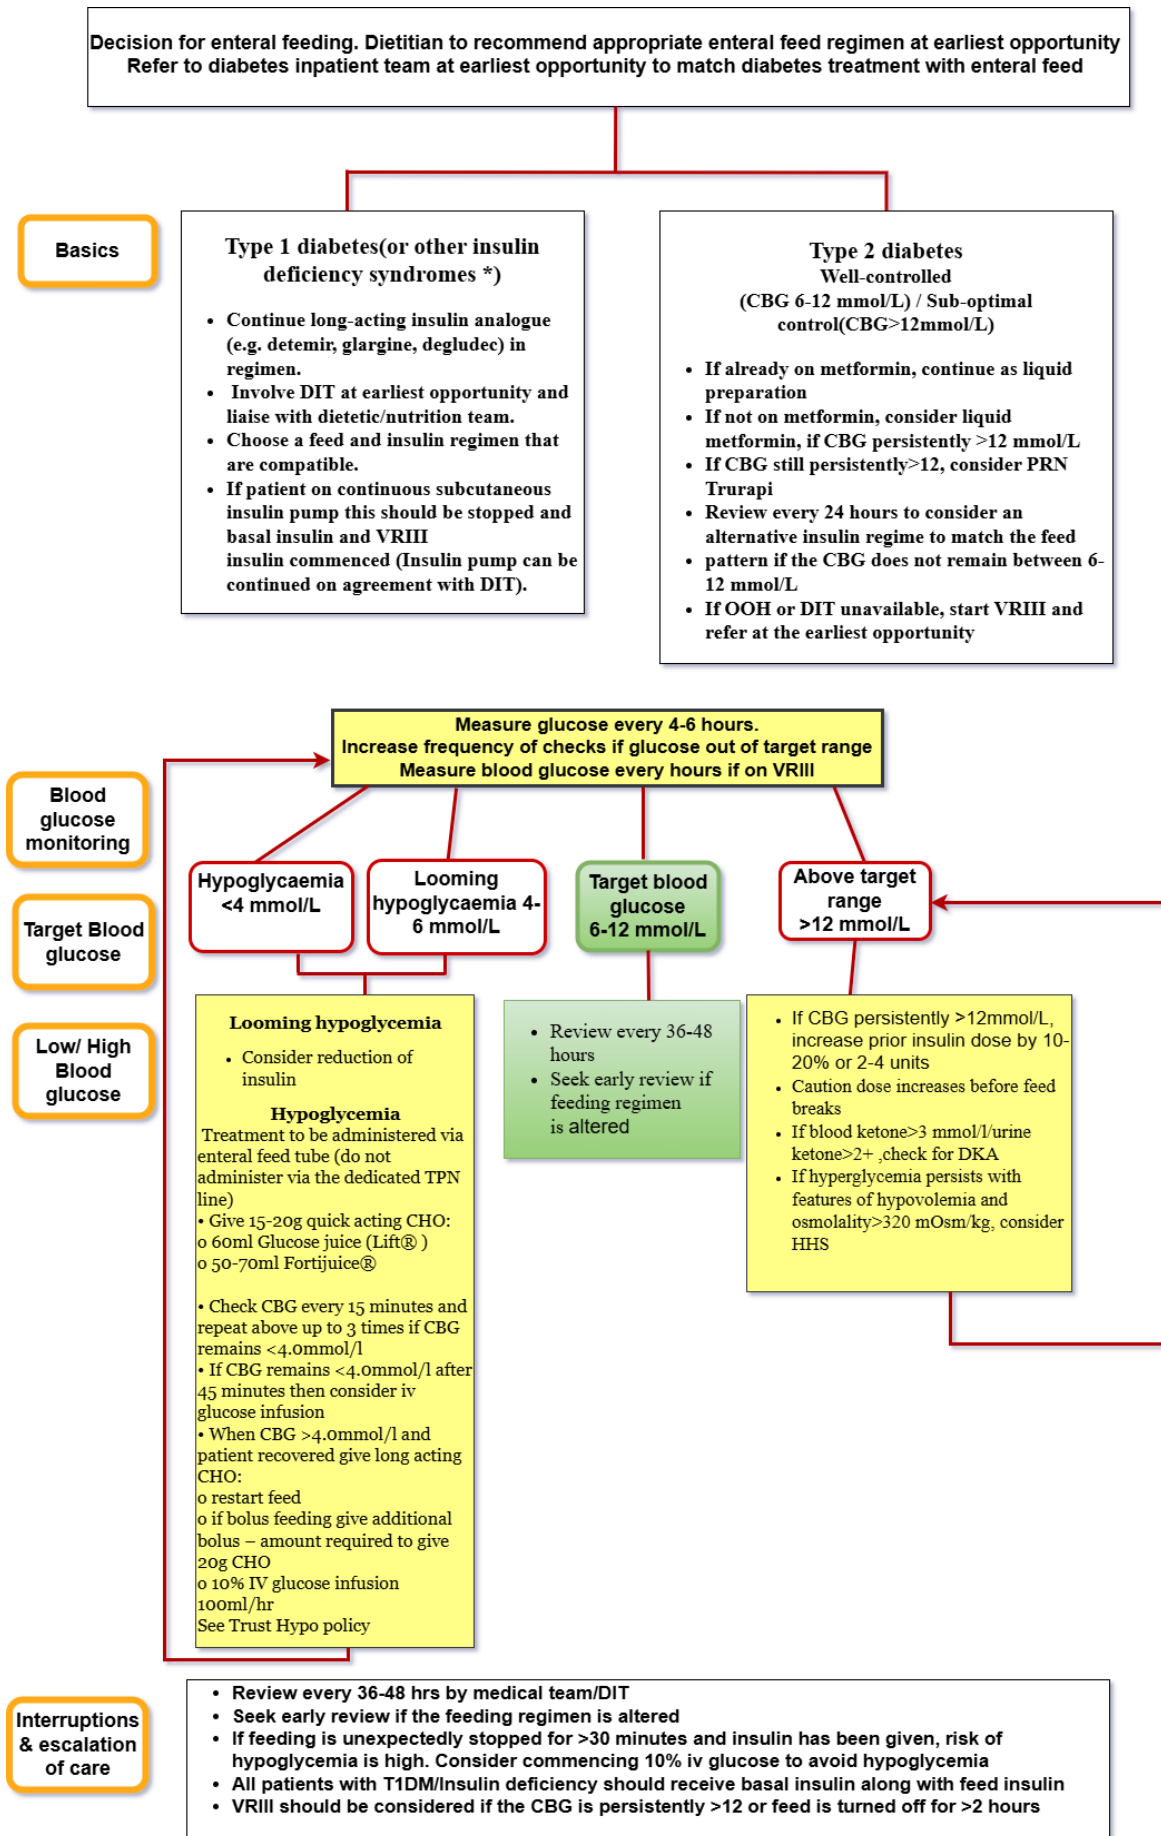 Decision for enteral feeding. Dietitian to recommend appropriate enteral feed regimen at earliest opportunity
Refer to diabetes inpatient team at earliest opportunity to match diabetes treatment with enteral feed
Basics
Type 1 diabetes(or other insulin
deficiency syndromes *)
• Continue long-acting insulin analogue
(e.g. detemir, glargine, degludec) in
regimen.
• Involve DIT at earliest opportunity and
liaise with dietetic/nutrition team.
• Choose a feed and insulin regimen that
are compatible.
• If patient on continuous subcutaneous
insulin pump this should be stopped and
basal insulin and VRIII
insulin commenced (Insulin pump can be
continued on agreement with DIT).
Type 2 diabetes
Well-controlled
(CBG 6-12 mmol/L) / Sub-optimal
control(CBG>12mmol/L)
• If already on metformin, continue as liquid
preparation
• If not on metformin, consider liquid
metformin, if CBG persistently >12 mmol/L
• If CBG still persistently>12, consider PRN
Trurapi
• Review every 24 hours to consider an
alternative insulin regime to match the feed
• pattern if the CBG does not remain between 6-
12 mmol/L
• If OOH or DIT unavailable, start VRIII and
refer at the earliest opportunity
Measure glucose every 4-6 hours.
Increase frequency of checks if glucose out of target range
Measure blood glucose every hours if on VRIII
Blood
glucose
monitoring
Target Blood
glucose
Low/ High
Blood
glucose
Hypoglycaemia
<4 mmol/L
Looming
hypoglycaemia 4-
6 mmol/L
Target blood
glucose
6-12 mmol/L
Above target
range
>12 mmol/L
Looming hypoglycemia
• Consider reduction of
insulin
Hypoglycemia
Treatment to be administered via
enteral feed tube (do not
administer via the dedicated TPN
line)
• Give 15-20g quick acting CHO:
o 60ml Glucose juice (Lift® )
o 50-70ml Fortijuice®
• Check CBG every 15 minutes and
repeat above up to 3 times if CBG
remains <4.0mmol/l
• If CBG remains <4.0mmol/l after
45 minutes then consider iv
glucose infusion
• When CBG >4.0mmol/l and
patient recovered give long acting
CHO:
o restart feed
o if bolus feeding give additional
bolus – amount required to give
20g CHO
o 10% IV glucose infusion
100ml/hr
See Trust Hypo policy
• Review every 36-48
hours
• Seek early review if
feeding regimen
is altered
• If CBG persistently >12mmol/L,
increase prior insulin dose by 10-
20% or 2-4 units
• Caution dose increases before feed
breaks
• If blood ketone>3 mmol/l/urine
ketone>2+ ,check for DKA
• If hyperglycemia persists with
features of hypovolemia and
osmolality>320 mOsm/kg, consider
HHS
Interruptions
& escalation
of care
• Review every 36-48 hrs by medical team/DIT
• Seek early review if the feeding regimen is altered
• If feeding is unexpectedly stopped for >30 minutes and insulin has been given, risk of
hypoglycemia is high. Consider commencing 10% iv glucose to avoid hypoglycemia
• All patients with T1DM/Insulin deficiency should receive basal insulin along with feed insulin
• VRIII should be considered if the CBG is persistently >12 or feed is turned off for >2 hours